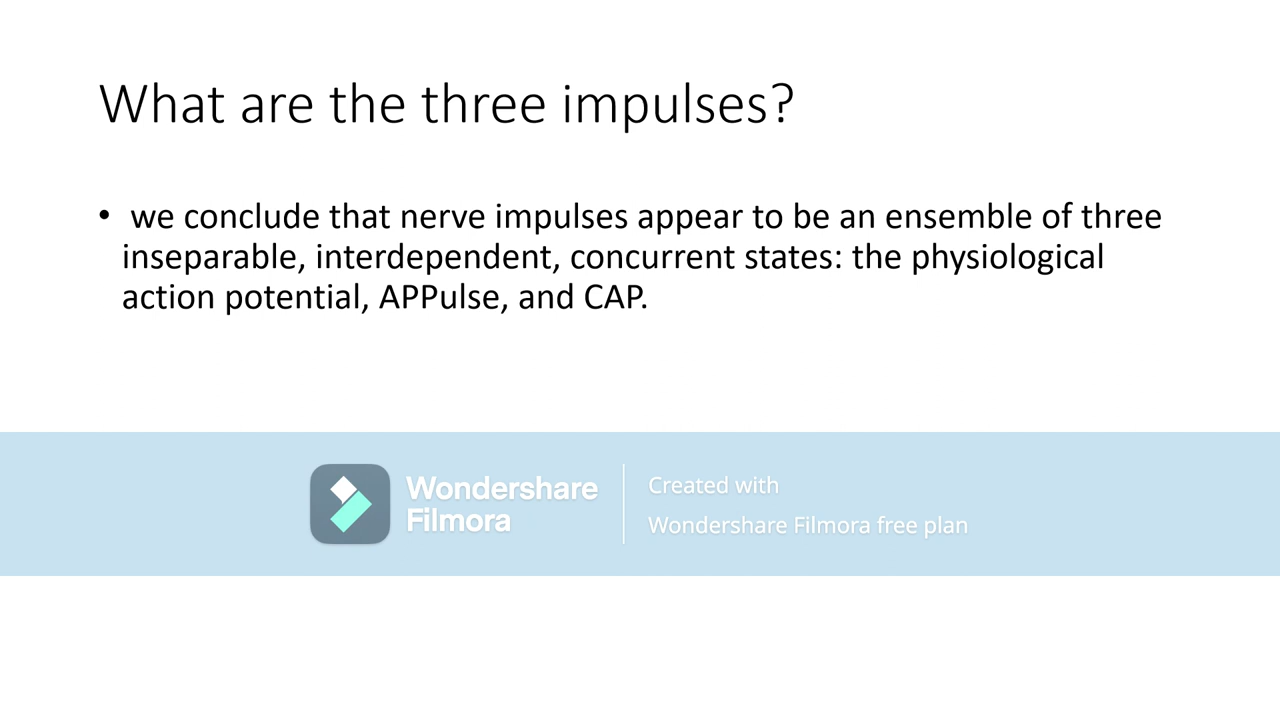 What are the three impulses?
• we conclude that nerve impulses appear to be an ensemble of three
inseparable, interdependent, concurrent states: the physiological
action potential, APPulse, and CAP.
Wondershare
Filmora
Created with
Wondershare Filmora free plan